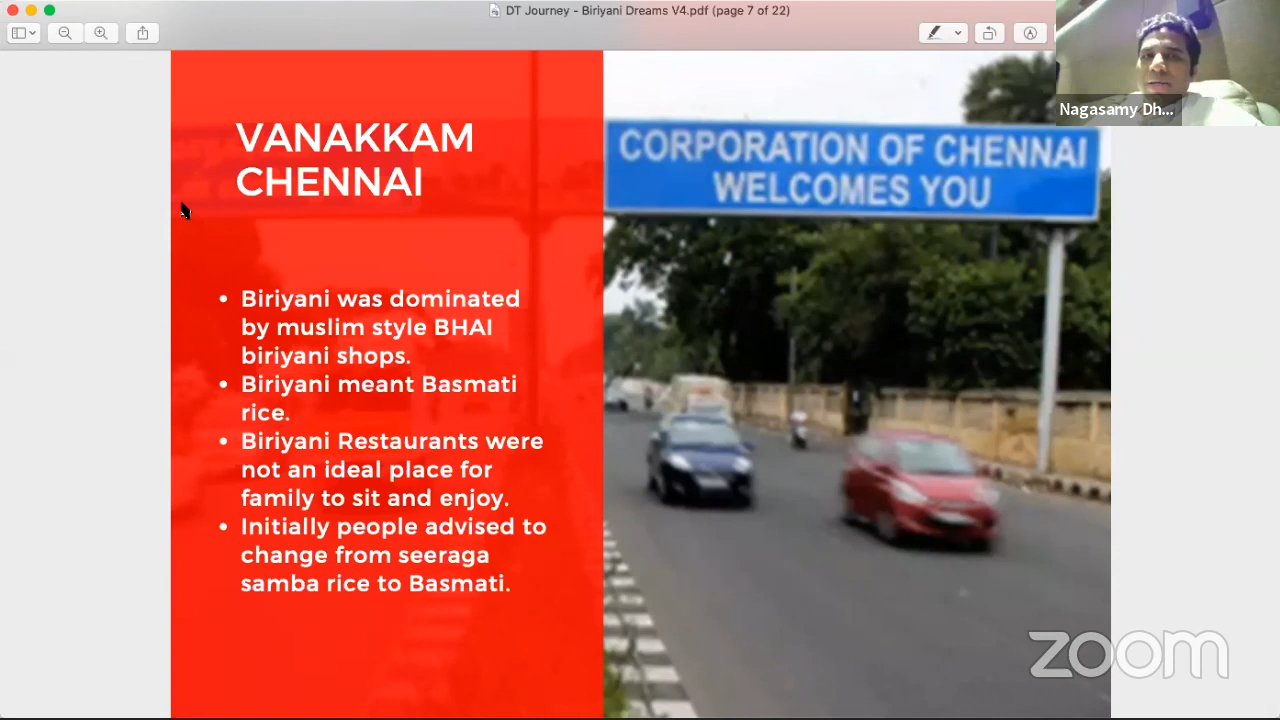 DT Journey - Biriyani Dreams V4.pdf (page 7 of 22)
Nagasamy Dh...
VANAKKAM
CHENNAI
• Biriyani was dominated
by muslim style BHAI
biriyani shops.
• Biriyani meant Basmati
rice.
• Biriyani Restaurants were
not an ideal place for
family to sit and enjoy.
• Initially people advised to
change from seeraga
samba rice to Basmati.
CORPORATION OF CHENNAI
WELCOMES YOU
zoom